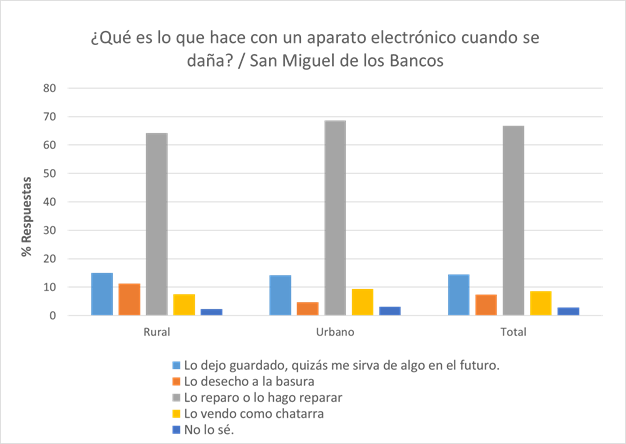 ¿Qué es lo que hace con un aparato electrónico cuando se
daña? / San Miguel de los Bancos
% Respuestas
80
70
60
50
40
30
20
10
0
Rural
Urbano
Total
Lo dejo guardado, quizás me sirva de algo en el futuro.
Lo desecho a la basura
Lo reparo o lo hago reparar
Lo vendo como chatarra
No lo sé.